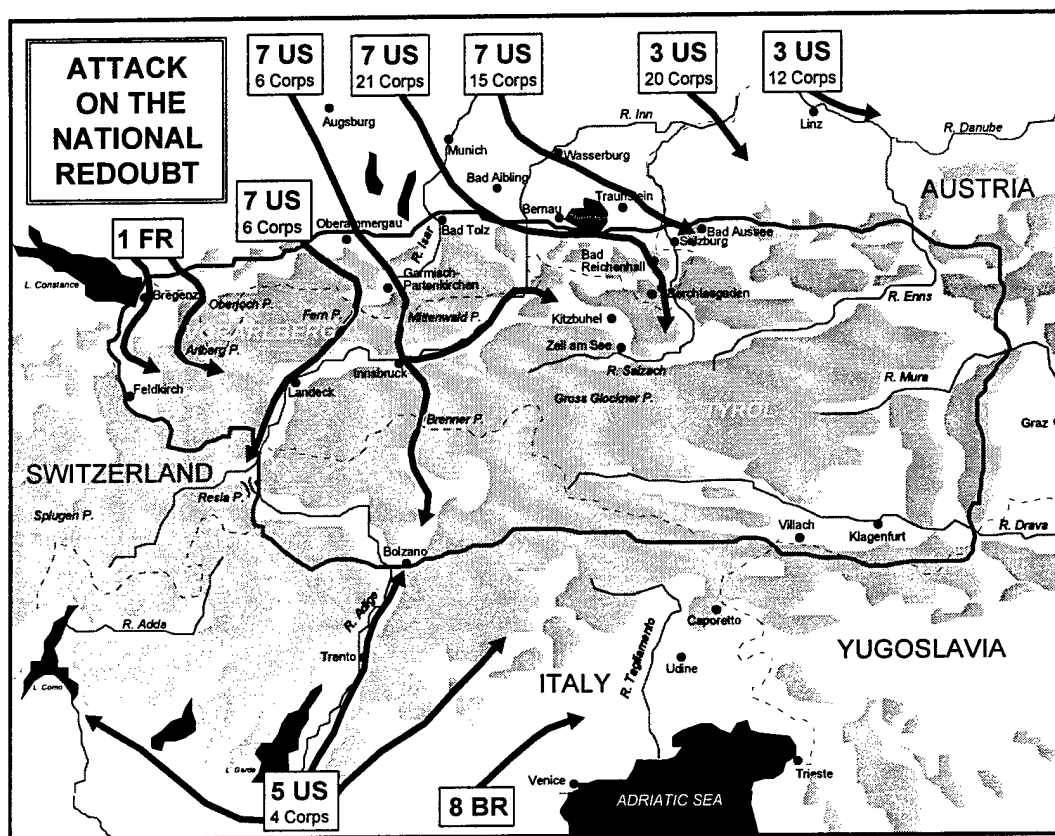 ATTACK
ON THE
NATIONAL
REDOUBT
7 US
6 Corps
7 US
21 Corps
7 US
15 Corps
3 US
20 Corps
3 US
12 Corps
Augsburg
Munich
R. Inn
Linz
R. Danube
Wasserburg
Bad Aibling
Traunstein
AUSTRIA
7 US
6 Corps
Oberammergau
Bernau
1 FR
R. Isar
Bad Tolz
Bad Aussee
Salzburg
L. Constance
Garmisch-
Partenkirchen
Bad
Reichenhall
Bregenz
Oberjoch P.
Fern P.
Mittenwald P.
Berchtesgaden
R. Enns
Kitzbuhel
Arlberg P.
Zell am See
Innsbruck
R. Salzach
Landeck
R. Mura
Feldkirch
Gross Glockner P.
TYROL
Brenner P.
Graz
SWITZERLAND
Resia P.
Splugen P.
Villach
Klagenfurt
R. Drava
Bolzano
R. Adige
Caporetto
R. Adda
R. Tagliamento
Trento
Udine
YUGOSLAVIA
ITALY
L. Como
L. Garda
5 US
4 Corps
8 BR
Venice
Trieste
ADRIATIC SEA